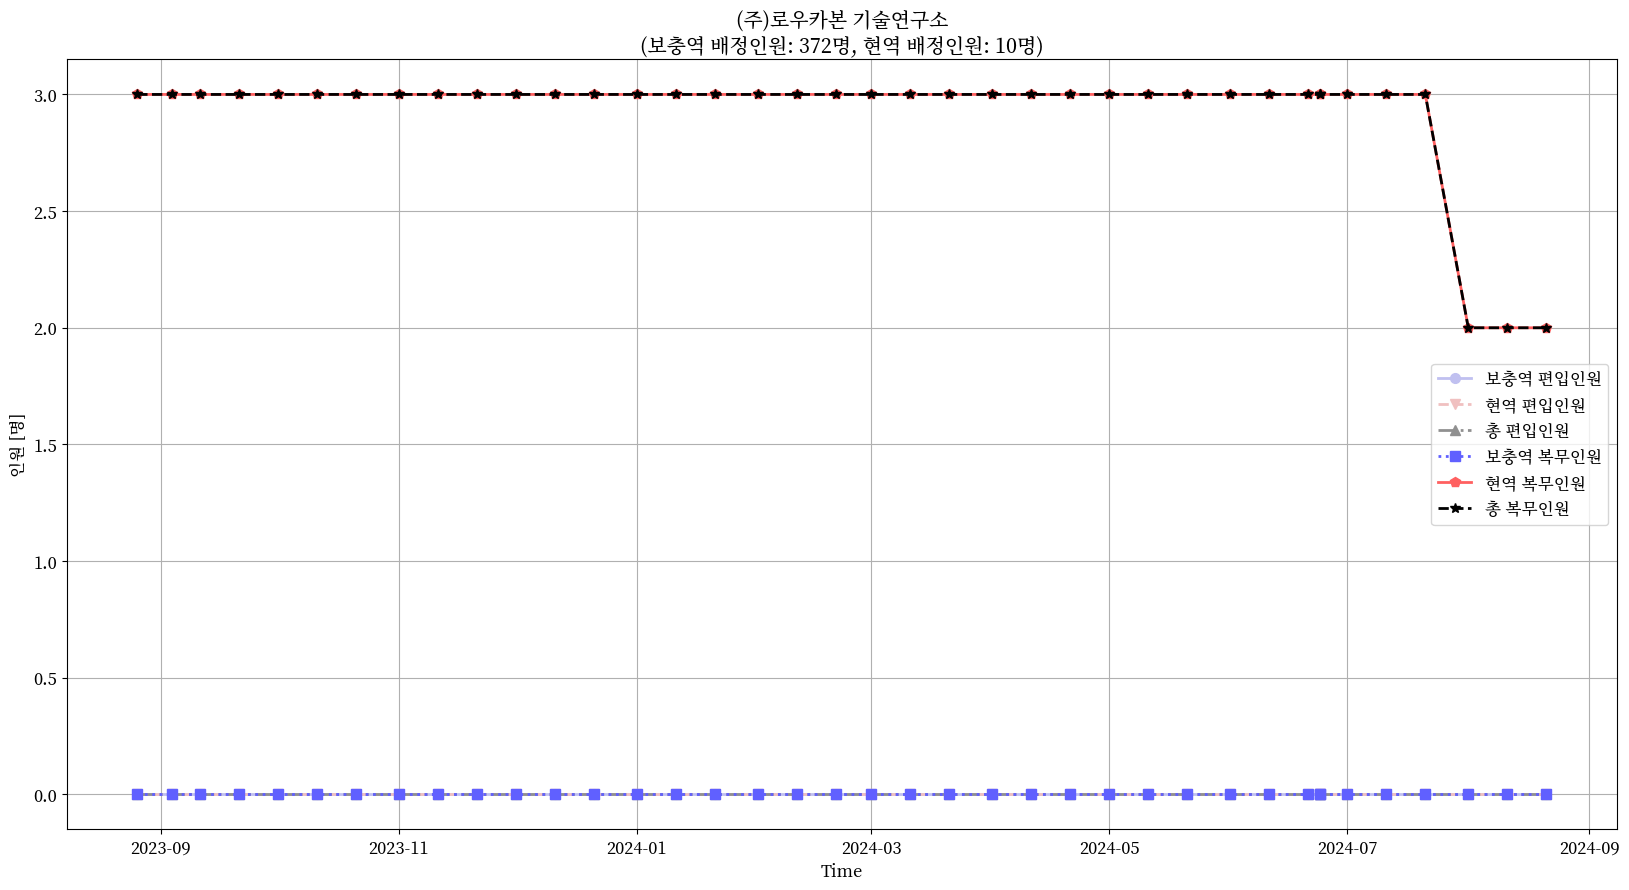 (주)로우카본 기술연구소
(보충역 배정인원: 372명, 현역 배정인원: 10명)
3.0
2.5
2.0
1.5
1.0
0.5
0.0
인원 [명]
보충역 편입인원
현역 편입인원
총 편입인원
보충역 복무인원
현역 복무인원
총 복무인원
2023-09
2023-11
2024-01
2024-03
2024-05
2024-07
2024-09
Time